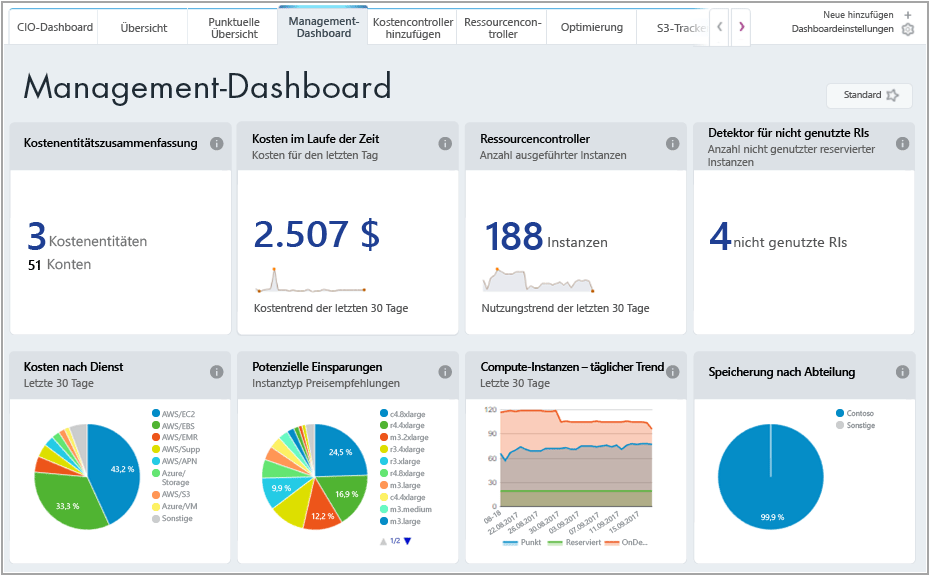 CIO-Dashboard
Übersicht
Punktuelle
Übersicht
Management-
Dashboard
Kostencontroller
hinzufügen
Ressourcencon-
troller
Optimierung
S3-Tracke
Neue hinzufügen
Dashboardeinstellungen
Management-Dashboard
Standard
Kostenentitätszusammenfassung
3 Kostenentitäten
51 Konten
Kosten im Laufe der Zeit
Kosten für den letzten Tag
2.507 $
Kostentrend der letzten 30 Tage
Ressourcencontroller
Anzahl ausgeführter Instanzen
188 Instanzen
Nutzungstrend der letzten 30 Tage
Detektor für nicht genutzte RIs
Anzahl nicht genutzter reservierter
Instanzen
4 nicht genutzte RIs
Kosten nach Dienst
Letzte 30 Tage
43,2 %
33,3 %
AWS/EC2
AWS/EBS
AWS/EMR
AWS/Supp
AWS/APN
Azure/
Storage
AWS/S3
Azure/VM
Sonstige
Potenzielle Einsparungen
Instanztyp Preisempfehlungen
24,5 %
16,9 %
12,2 %
9,9 %
c4.8xlarge
r4.4xlarge
m3.2xlarge
r3.4xlarge
r3.xlarge
r4.8xlarge
m3.large
c4.4xlarge
m3.medium
m3.large
1/2
Compute-Instanzen – täglicher Trend
Letzte 30 Tage
120
90
60
30
0
08-18
22.08.2017
26.08.2017
30.08.2017
03.09.2017
07.09.2017
11.09.2017
15.09.2017
Punkt
Reserviert
OnDe...
Speicherung nach Abteilung
Contoso
Sonstige
99,9 %